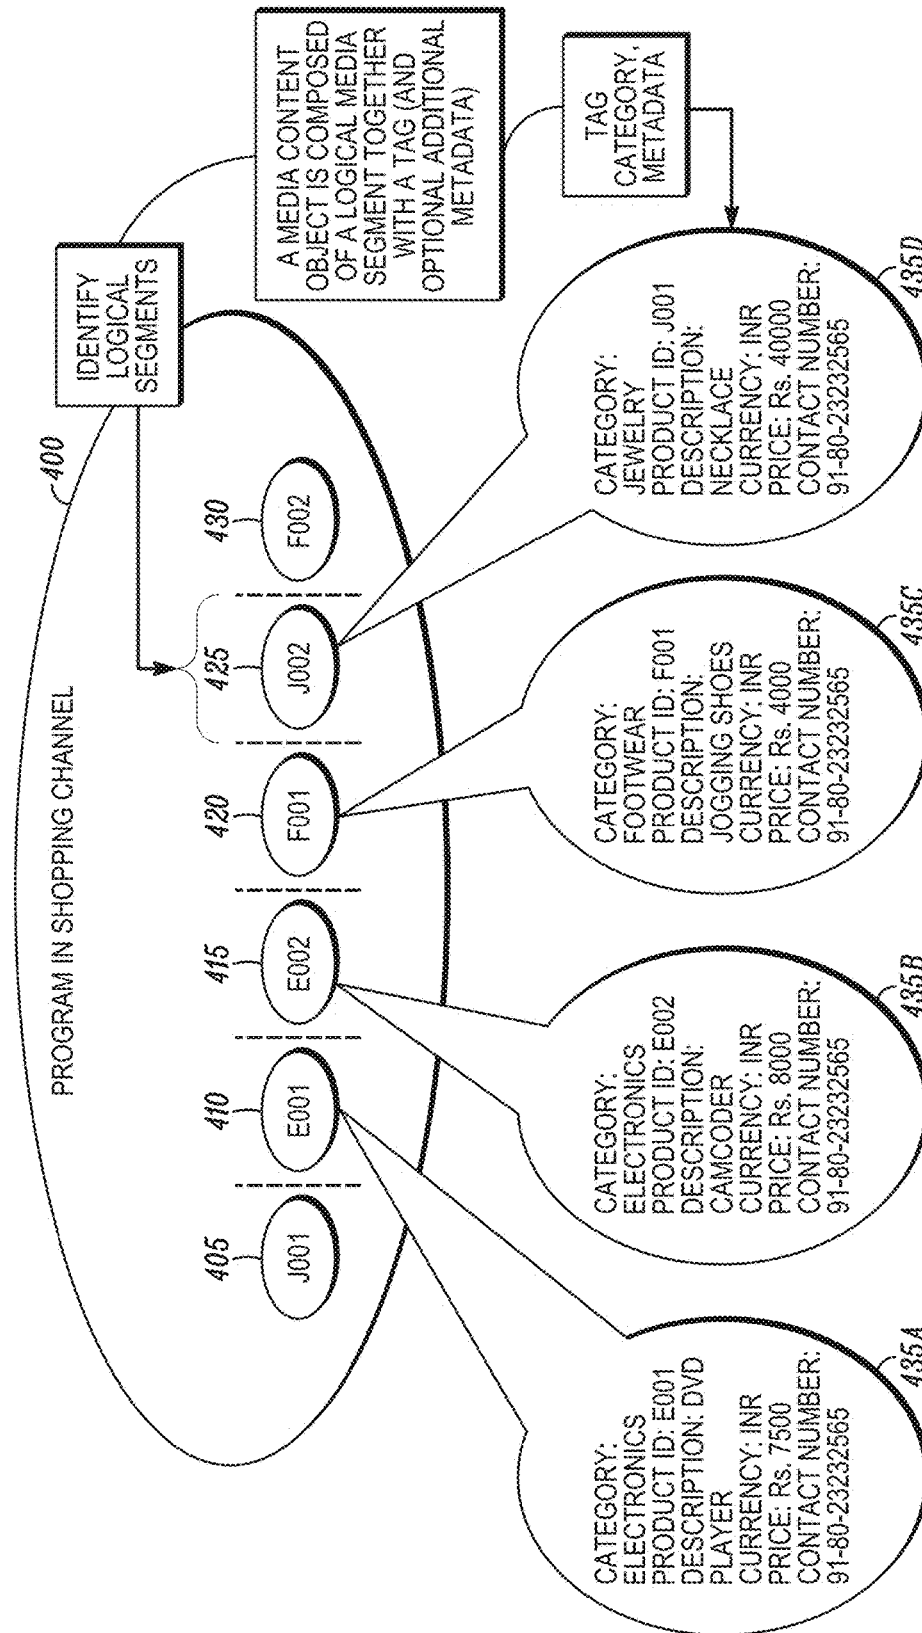 PROGRAM IN SHOPPING CHANNEL
400
IDENTIFY
LOGICAL
SEGMENTS
405
410
415
420
425
430
J001
E001
E002
F001
J002
F002
A MEDIA CONTENT
OBJECT IS COMPOSED
OF A LOGICAL MEDIA
SEGMENT TOGETHER
WITH A TAG (AND
OPTIONAL ADDITIONAL
METADATA)
TAG
CATEGORY,
METADATA
CATEGORY:
ELECTRONICS
PRODUCT ID: E001
DESCRIPTION: DVD
PLAYER
CURRENCY: INR
PRICE: Rs. 7500
CONTACT NUMBER:
91-80-23232565
435A
CATEGORY:
ELECTRONICS
PRODUCT ID: E002
DESCRIPTION:
CAMCODER
CURRENCY: INR
PRICE: Rs. 8000
CONTACT NUMBER:
91-80-23232565
435B
CATEGORY:
FOOTWEAR
PRODUCT ID: F001
DESCRIPTION:
JOGGING SHOES
CURRENCY: INR
PRICE: Rs. 4000
CONTACT NUMBER:
91-80-23232565
435C
CATEGORY:
JEWELRY
PRODUCT ID: J001
DESCRIPTION:
NECKLACE
CURRENCY: INR
PRICE: Rs. 40000
CONTACT NUMBER:
91-80-23232565
435D